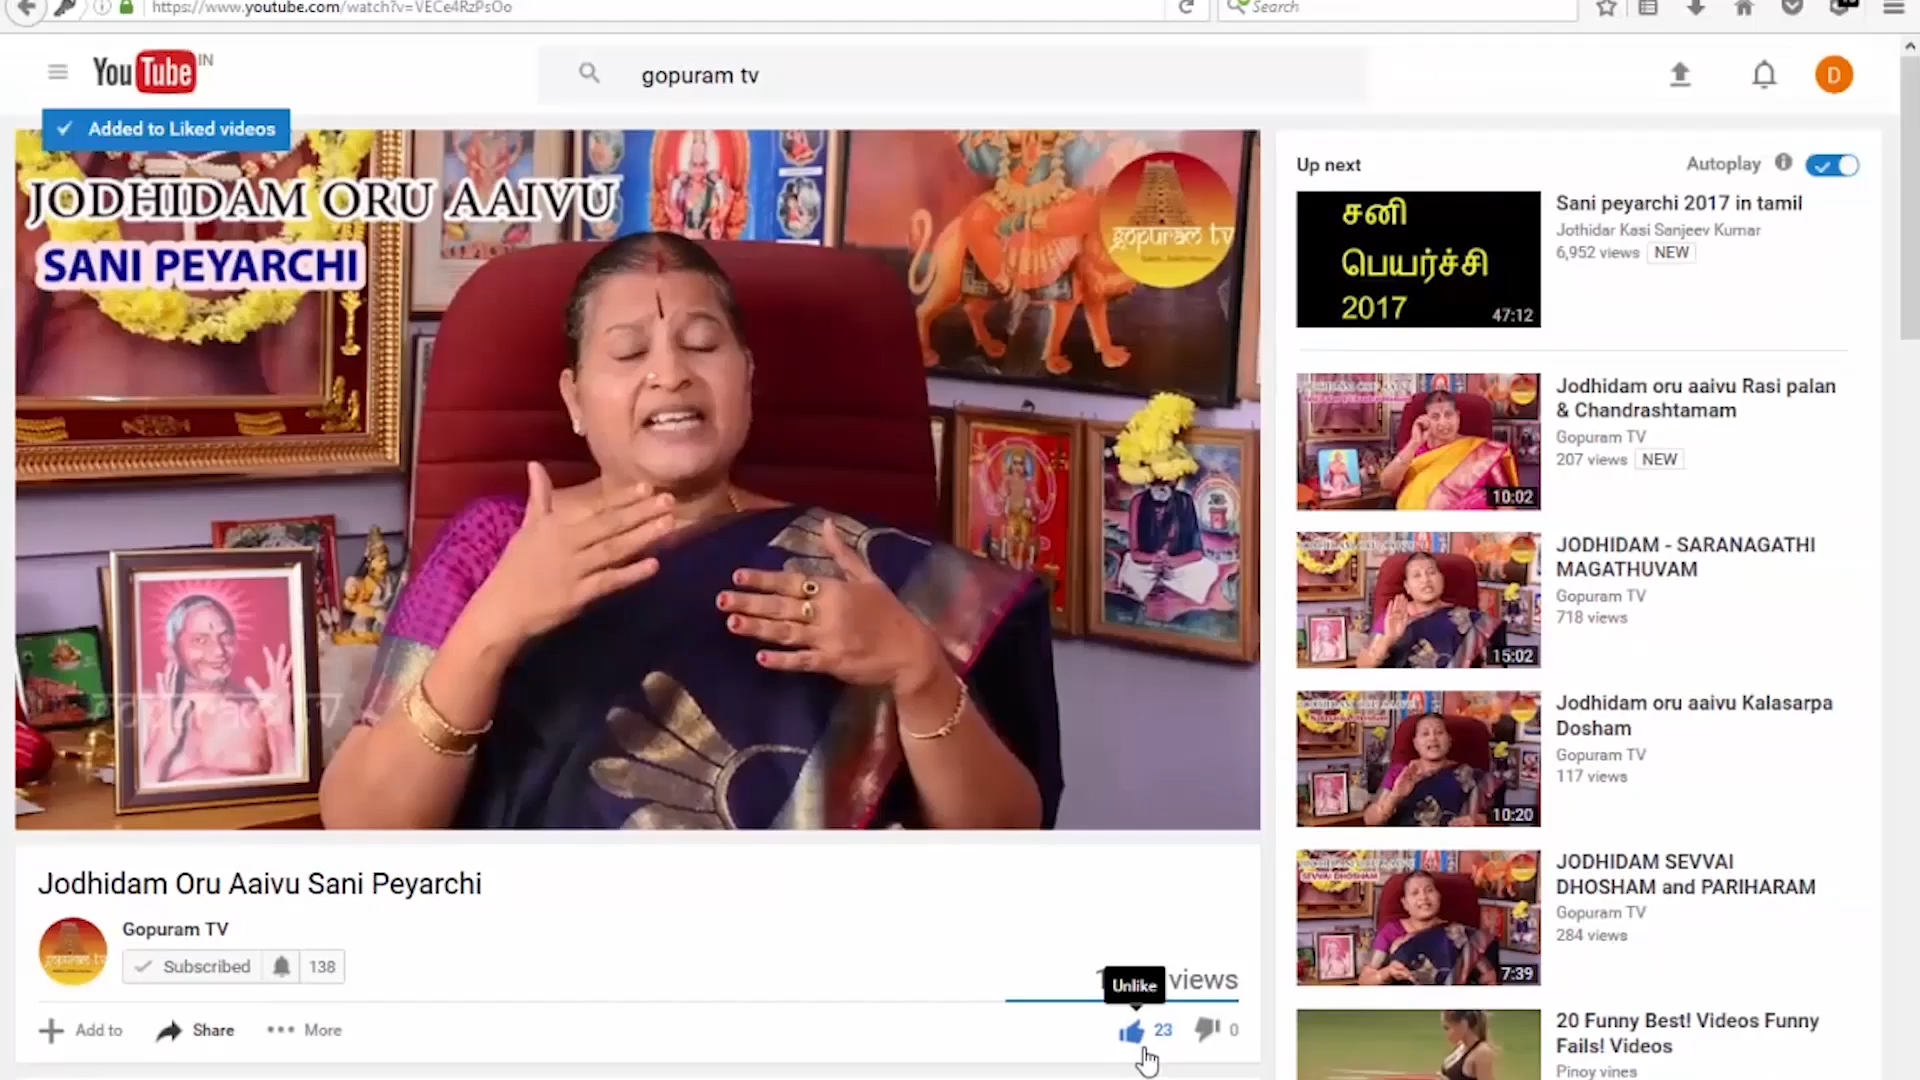 https://www.youtube.com/watch?v=VECe4RzPsOo
Search
YouTube IN
gopuram tv
D
Added to Liked videos
JODHIDAM ORU AAIVU
SANI PEYARCHI
gopuram tv
gopuram tv
Up next
Autoplay
சனி
பெயர்ச்சி
2017
47:12
Sani peyarchi 2017 in tamil
Jothidar Kasi Sanjeev Kumar
6,952 views NEW
10:02
Jodhidam oru aaivu Rasi palan
& Chandrashtamam
Gopuram TV
207 views NEW
15:02
JODHIDAM - SARANAGATHI
MAGATHUVAM
Gopuram TV
718 views
10:20
Jodhidam oru aaivu Kalasarpa
Dosham
Gopuram TV
117 views
SEVVAI DHOSHAM
7:39
JODHIDAM SEVVAI
DHOSHAM and PARIHARAM
Gopuram TV
284 views
20 Funny Best! Videos Funny
Fails! Videos
Pinoy vines
Jodhidam Oru Aaivu Sani Peyarchi
Gopuram TV
Subscribed 138
views
Unlike
Add to Share More
23 0